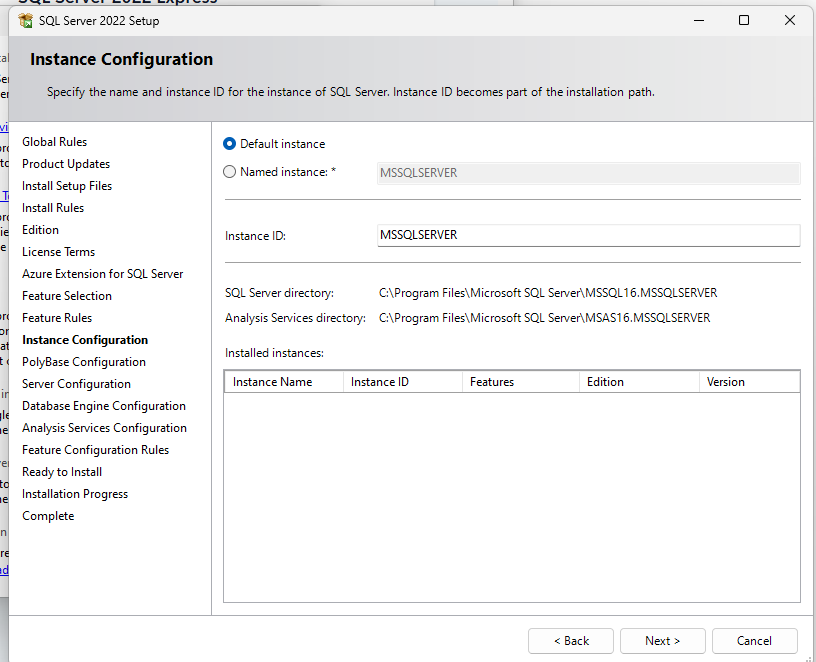 SQL Server 2022 Express
SQL Server 2022 Setup
Instance Configuration
Specify the name and instance ID for the instance of SQL Server. Instance ID becomes part of the installation path.
Global Rules
Product Updates
Install Setup Files
Install Rules
Edition
License Terms
Azure Extension for SQL Server
Feature Selection
Feature Rules
Instance Configuration
PolyBase Configuration
Server Configuration
Database Engine Configuration
Analysis Services Configuration
Feature Configuration Rules
Ready to Install
Installation Progress
Complete
Default instance
Named instance: * MSSQLSERVER
Instance ID: MSSQLSERVER
SQL Server directory: C:\Program Files\Microsoft SQL Server\MSSQL16.MSSQLSERVER
Analysis Services directory: C:\Program Files\Microsoft SQL Server\MSAS16.MSSQLSERVER
Installed instances:
Instance Name Instance ID Features Edition Version
< Back Next > Cancel